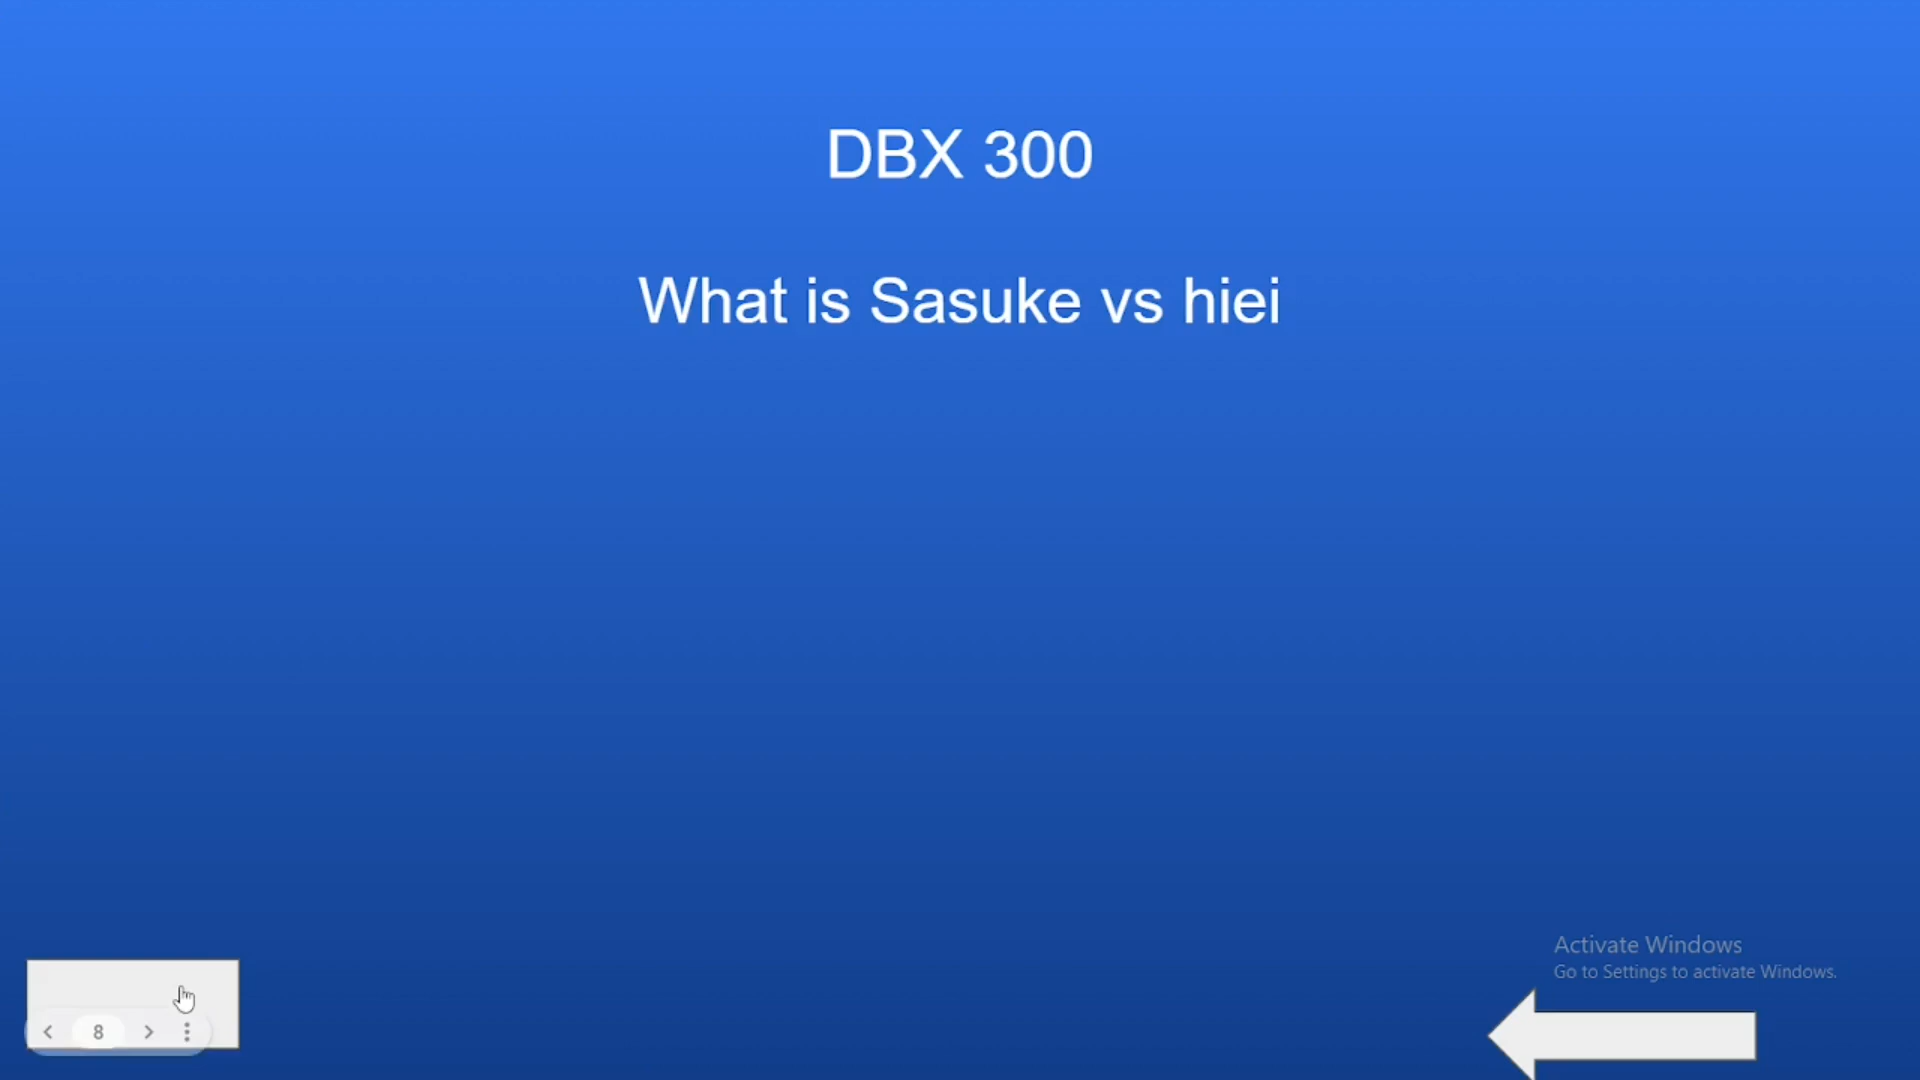 DBX 300
What is Sasuke vs hiei
Activate Windows
Go to Settings to activate Windows.
8